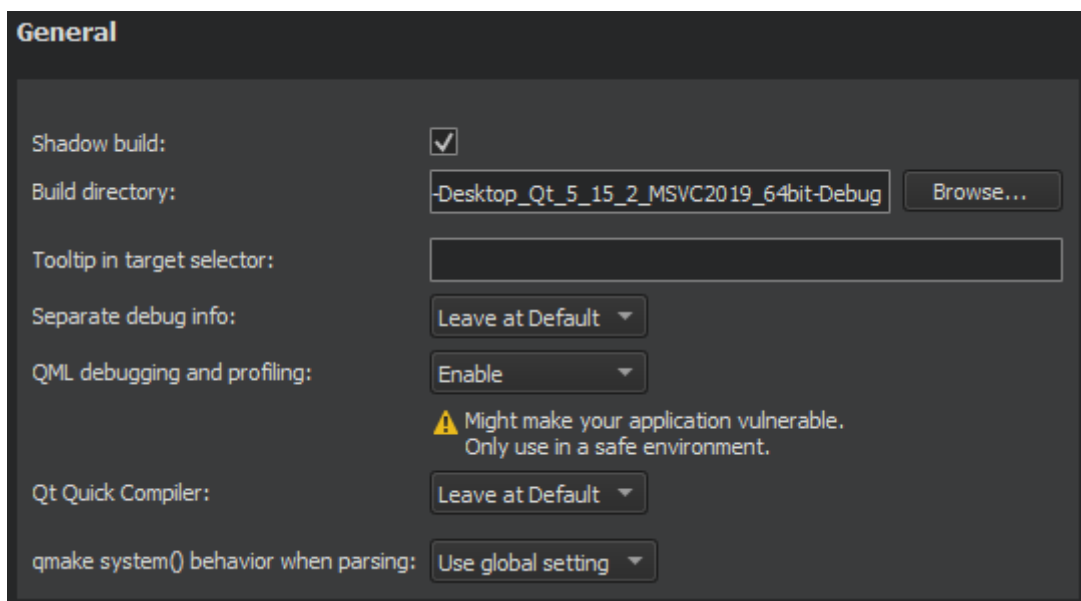 General
Shadow build:
Build directory: -Desktop_Qt_5_15_2_MSVC2019_64bit-Debug Browse...
Tooltip in target selector:
Separate debug info: Leave at Default
QML debugging and profiling: Enable
Might make your application vulnerable.
Only use in a safe environment.
Qt Quick Compiler: Leave at Default
qmake system() behavior when parsing: Use global setting